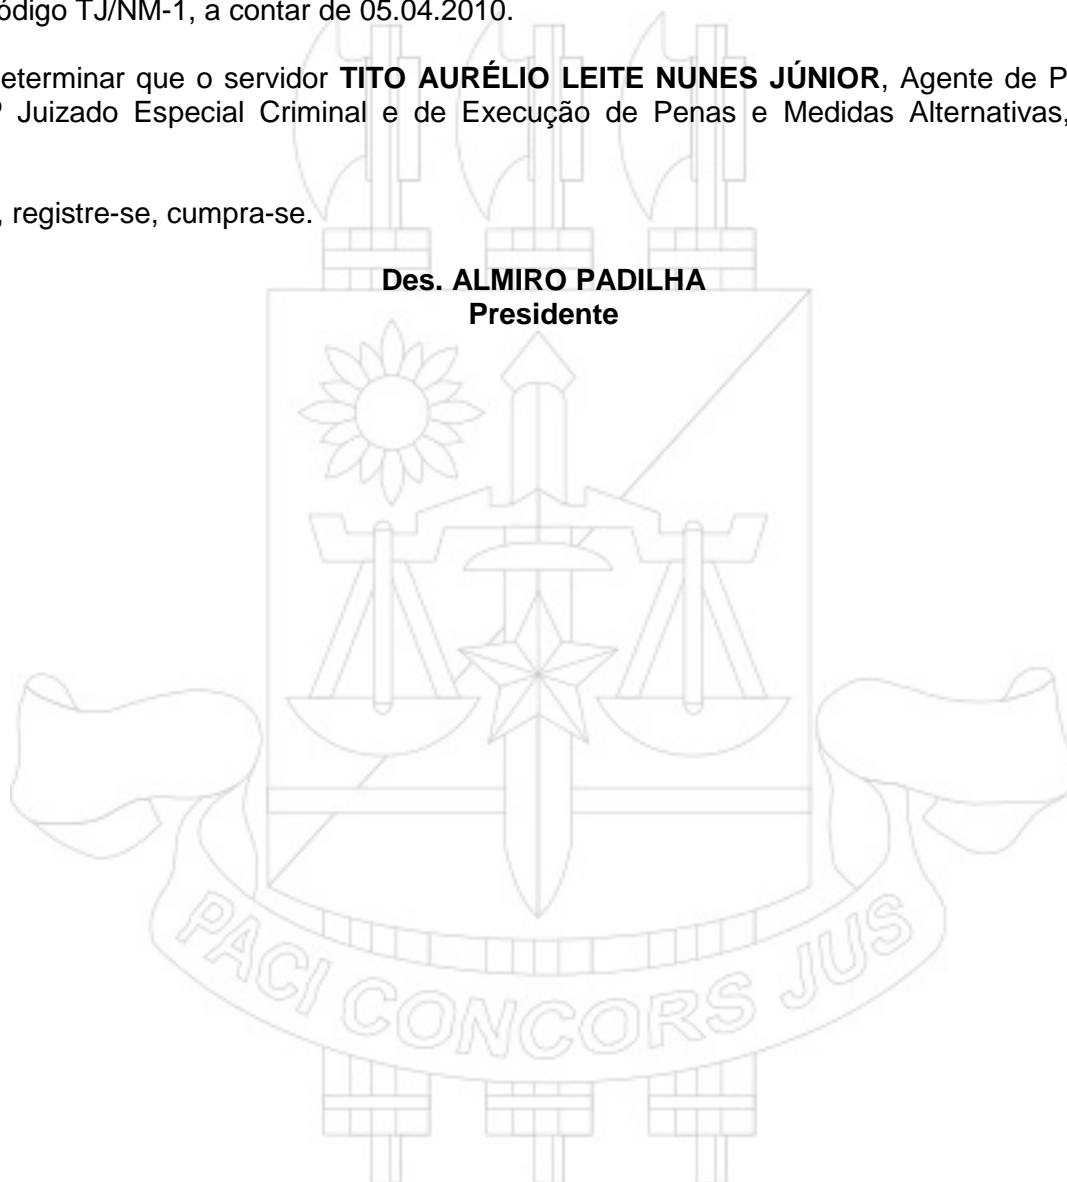 ódigo TJ/NM-1, a contar de 05.04.2010.
eterminar que o servidor TITO AURÉLIO LEITE NUNES JÚNIOR, Agente de P
º Juizado Especial Criminal e de Execução de Penas e Medidas Alternativas,
, registre-se, cumpra-se.
Des. ALMIRO PADILHA
Presidente
PACI CONCORS JUS